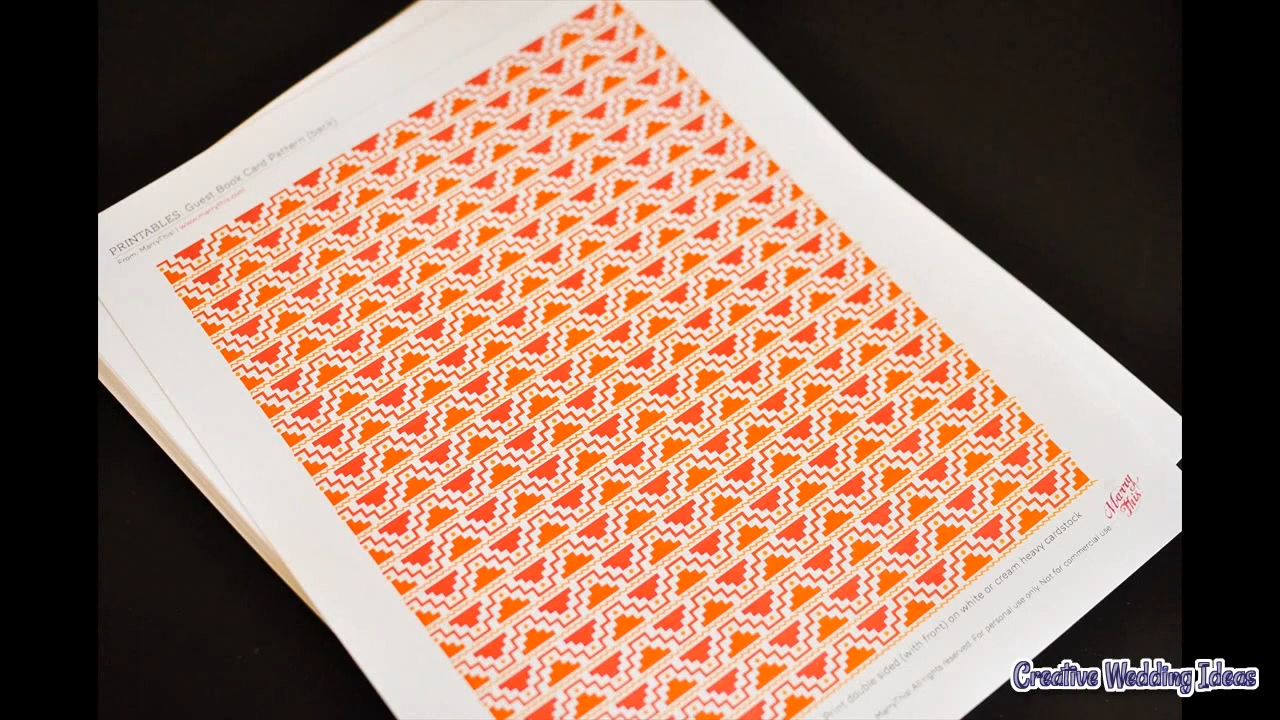 PRINTABLES: Guest Book Card Pattern (back)
From: MarryThis! | www.marrythis.com
Marry
This
Print double sided (with front) on white or cream heavy cardstock
MarryThis! All rights reserved. For personal use only. Not for commercial use.
Creative Wedding Ideas